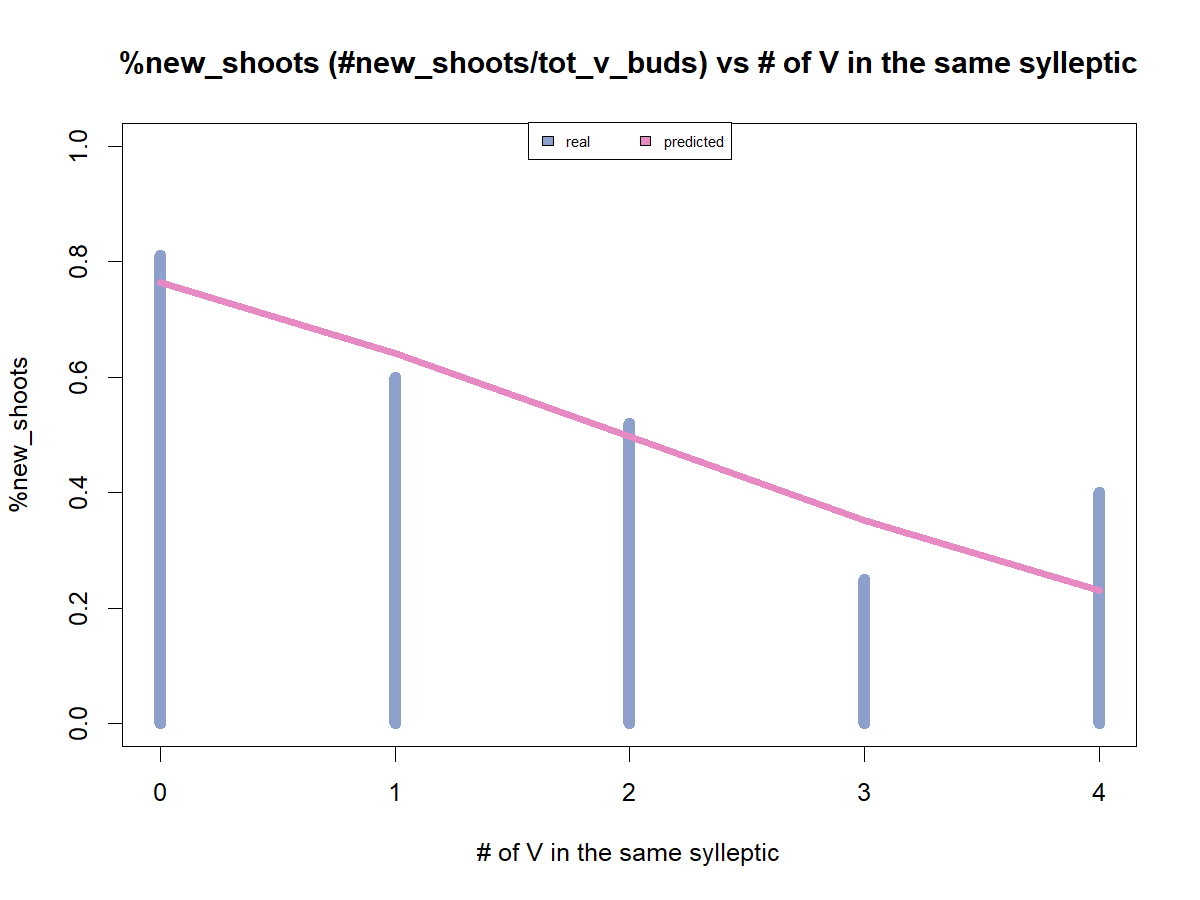 %new_shoots (#new_shoots/tot_v_buds) vs # of V in the same sylleptic
real predicted
1.0
0.8
0.6
0.4
0.2
0.0
%new_shoots
0 1 2 3 4
# of V in the same sylleptic